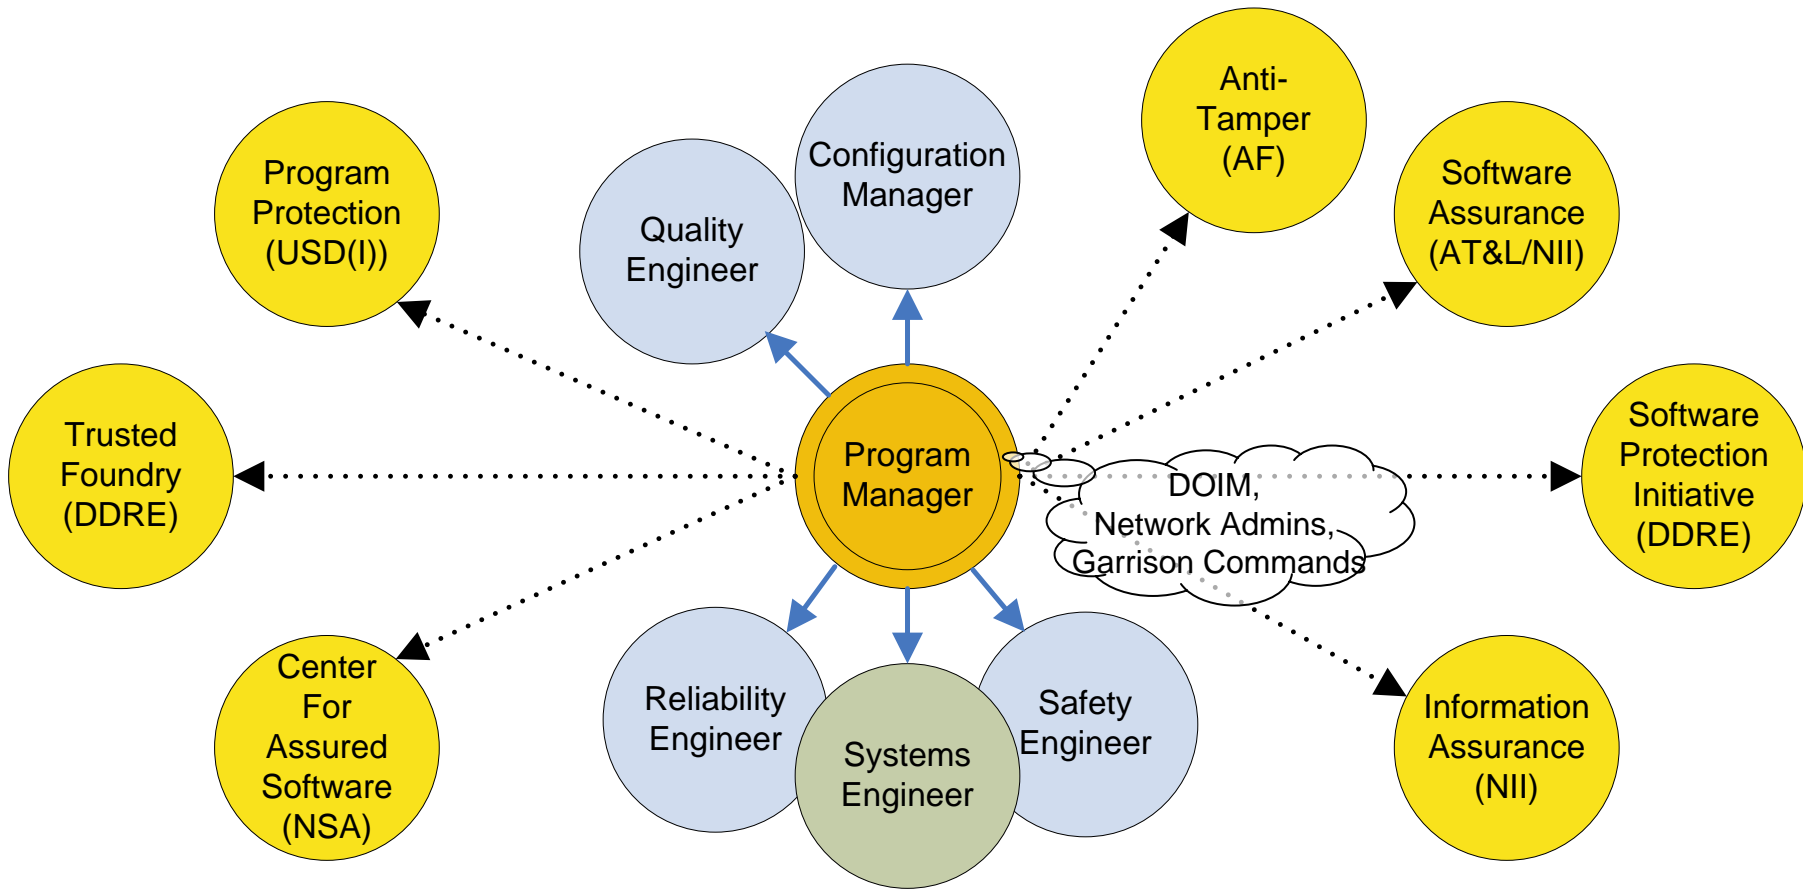 Anti-
Tamper
(AF)
Configuration
Manager
Program
Protection
(USD(I))
Software
Assurance
(AT&L/NII)
Quality
Engineer
Trusted
Foundry
(DDRE)
Program
Manager
DOIM,
Network Admins,
Garrison Commands
Software
Protection
Initiative
(DDRE)
Center
For
Assured
Software
(NSA)
Reliability
Engineer
Systems
Engineer
Safety
Engineer
Information
Assurance
(NII)